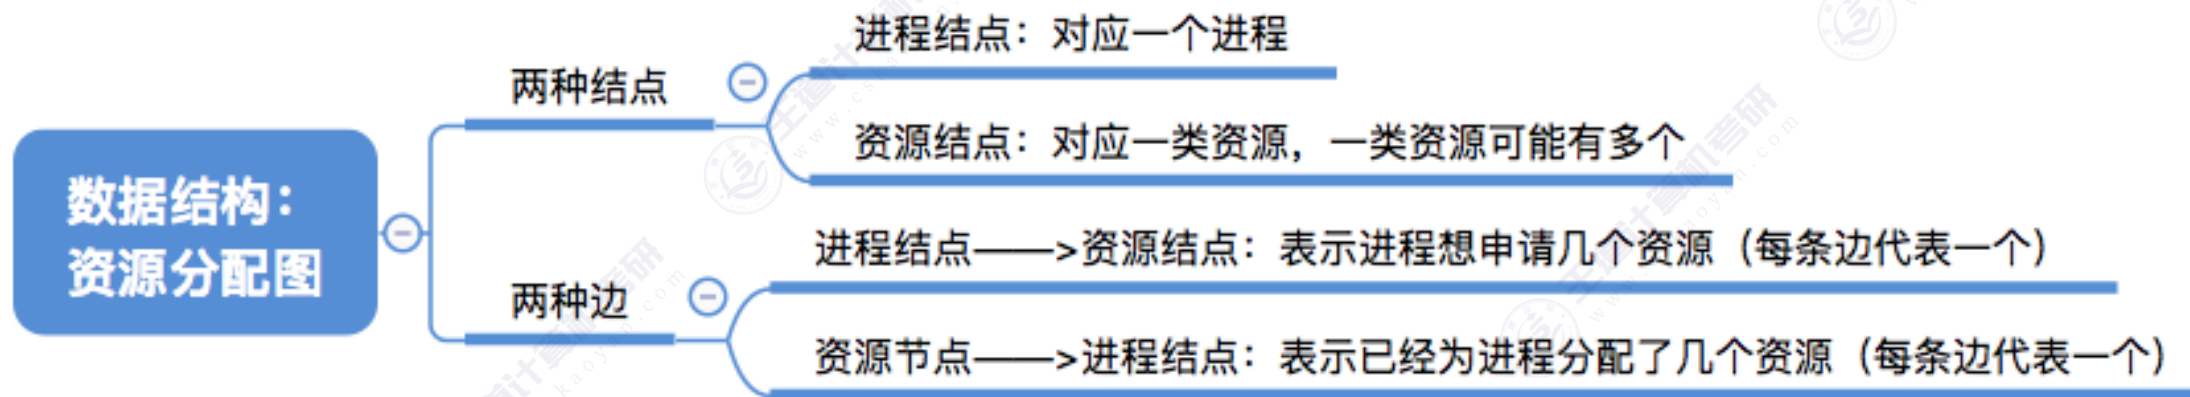 数据结构：
资源分配图
两种结点
进程结点：对应一个进程
资源结点：对应一类资源，一类资源可能有多个
两种边
进程结点——>资源结点：表示进程想申请几个资源（每条边代表一个）
资源节点——>进程结点：表示已经为进程分配了几个资源（每条边代表一个）